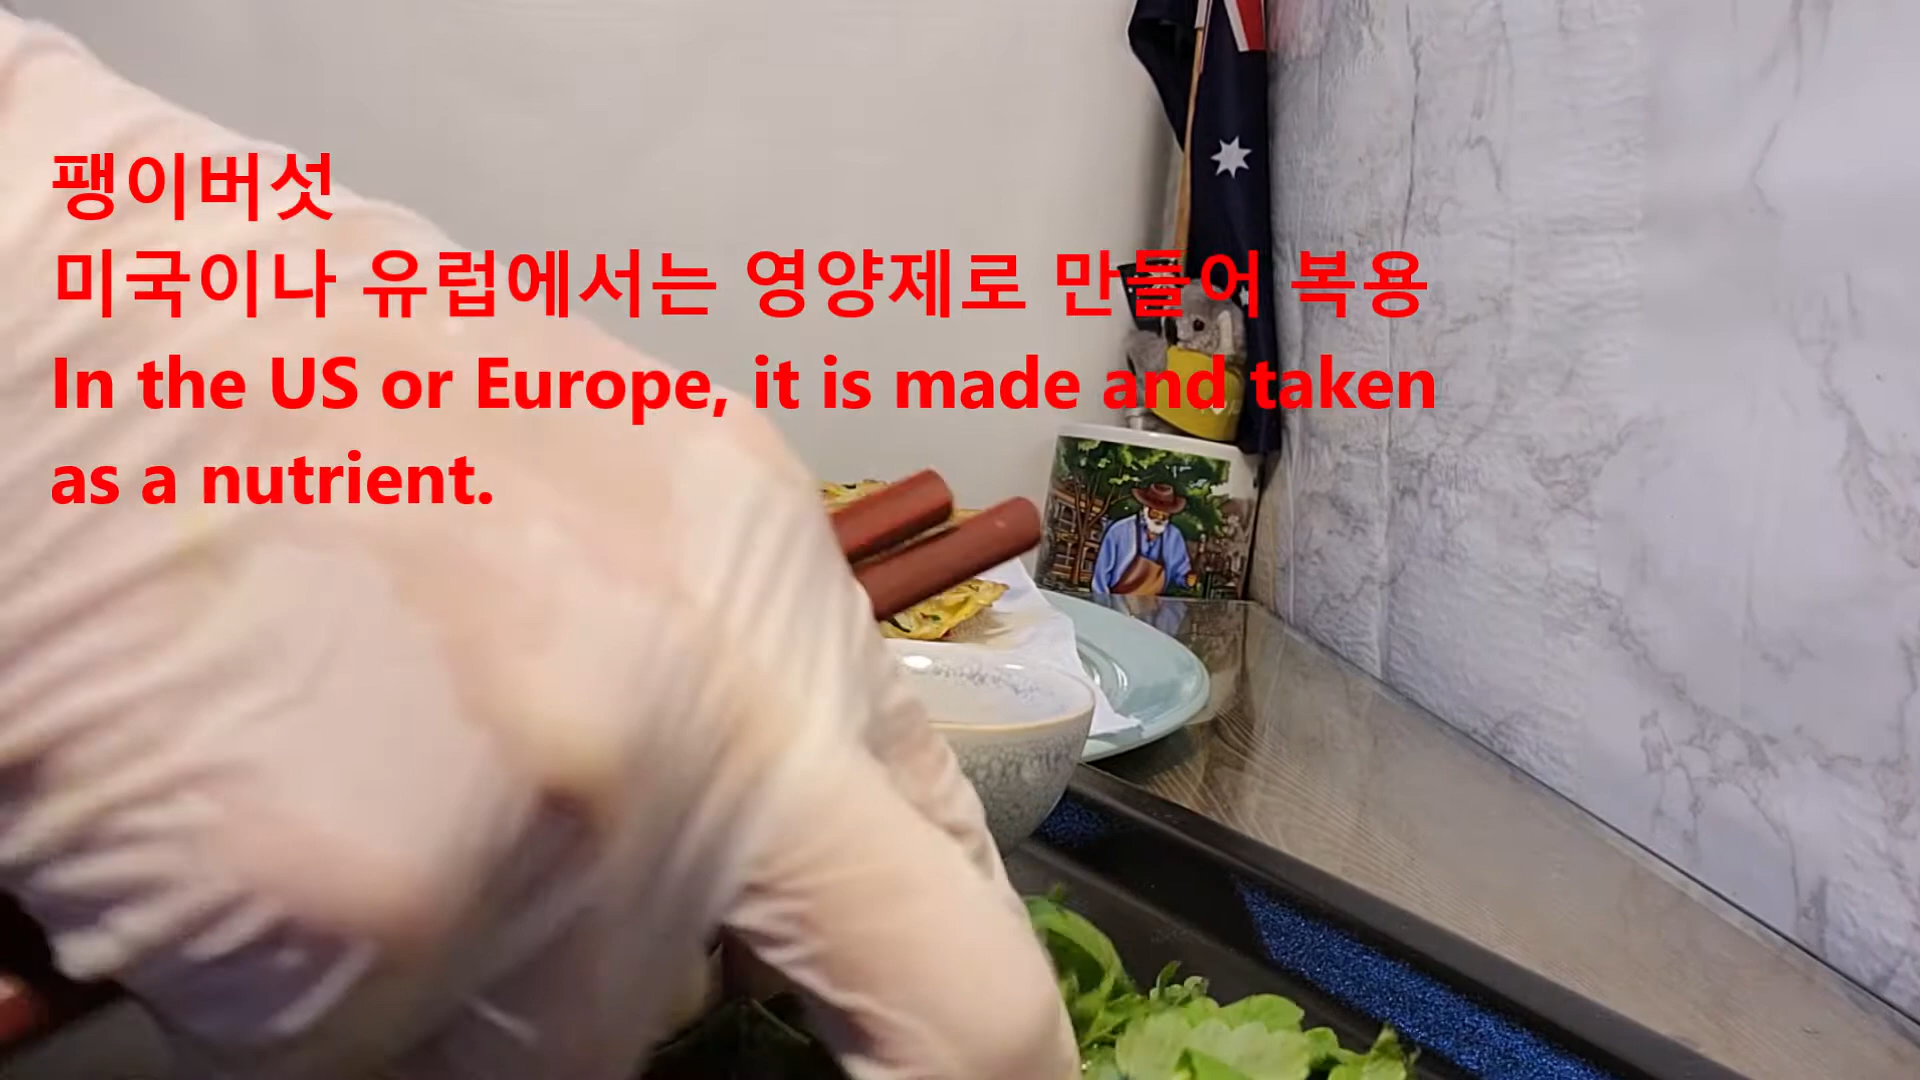 팽이버섯
미국이나 유럽에서는 영양제로 만들어 복용
In the US or Europe, it is made and taken
as a nutrient.